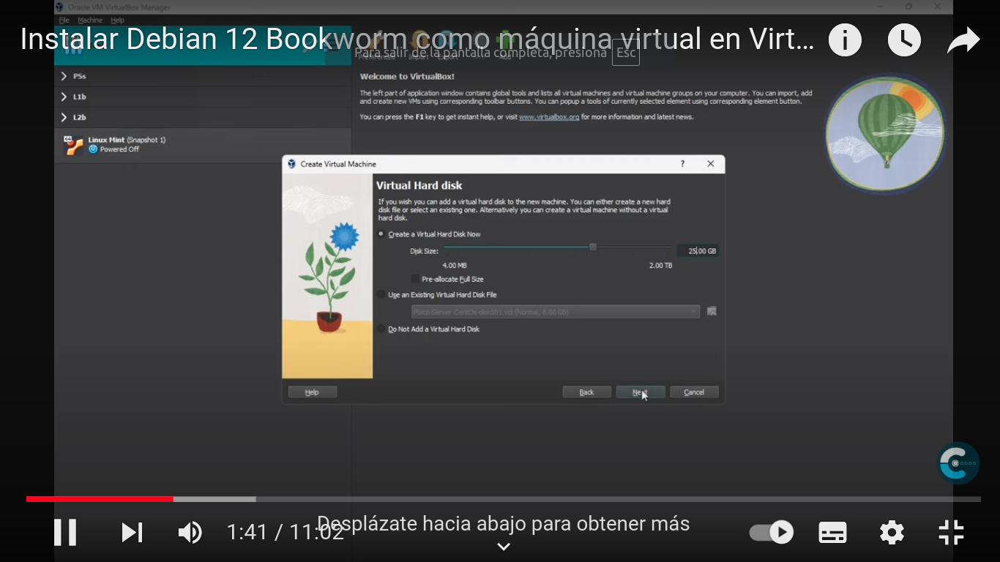 Oracle VM VirtualBox Manager
File Machine Help
Instalar Debian 12 Bookworm como máquina virtual en Virt...
Para salir de la pantalla completa, presiona Esc
PSs
L1b
L2b
Linux Mint (Snapshot 1)
Powered Off
Welcome to VirtualBox!
The left part of application window contains global tools and lists all virtual machines and virtual machine groups on your computer. You can import, add
and create new VMs using corresponding toolbar buttons. You can popup a tools of currently selected element using corresponding element button.
You can press the F1 key to get instant help, or visit www.virtualbox.org for more information and latest news.
Create Virtual Machine
?
Virtual Hard disk
If you wish you can add a virtual hard disk to the new machine. You can either create a new hard
disk file or select an existing one. Alternatively you can create a virtual machine without a virtual
hard disk.
Create a Virtual Hard Disk Now
Disk Size:
25,00 GB
4.00 MB 2.00 TB
Pre-allocate Full Size
Use an Existing Virtual Hard Disk File
Platzi-Server-CentOs-disk001.vdi (Normal, 8.00 GB)
Do Not Add a Virtual Hard Disk
Help Back Next Cancel
1:41 / 11:02
Desplázate hacia abajo para obtener más